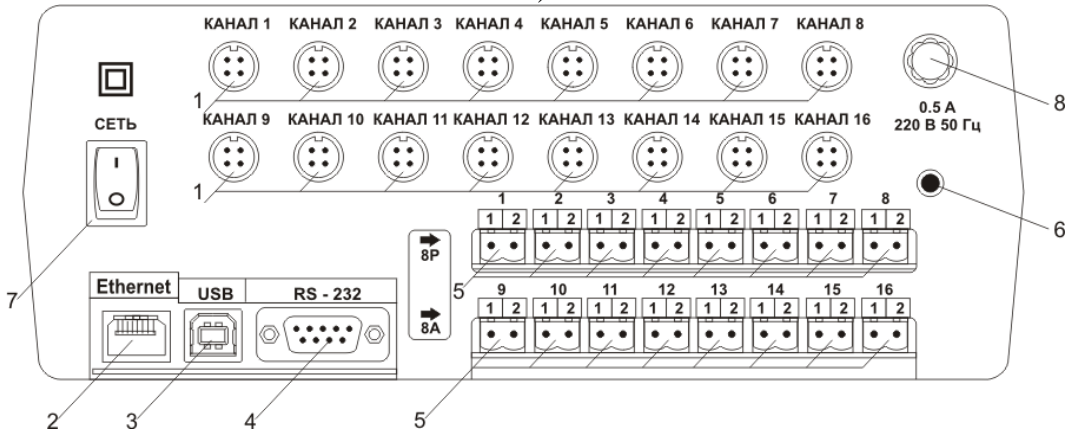 КАНАЛ 1 КАНАЛ 2 КАНАЛ 3 КАНАЛ 4 КАНАЛ 5 КАНАЛ 6 КАНАЛ 7 КАНАЛ 8
1
8
0.5 А
220 В 50 Гц
СЕТЬ
КАНАЛ 9 КАНАЛ 10 КАНАЛ 11 КАНАЛ 12 КАНАЛ 13 КАНАЛ 14 КАНАЛ 15 КАНАЛ 16
I
O
1
6
1 2 3 4 5 6 7 8
1 2 1 2 1 2 1 2 1 2 1 2 1 2 1 2
8Р
7
5
Ethernet USB RS - 232
9 10 11 12 13 14 15 16
1 2 1 2 1 2 1 2 1 2 1 2 1 2 1 2
8А
2 3 4 5